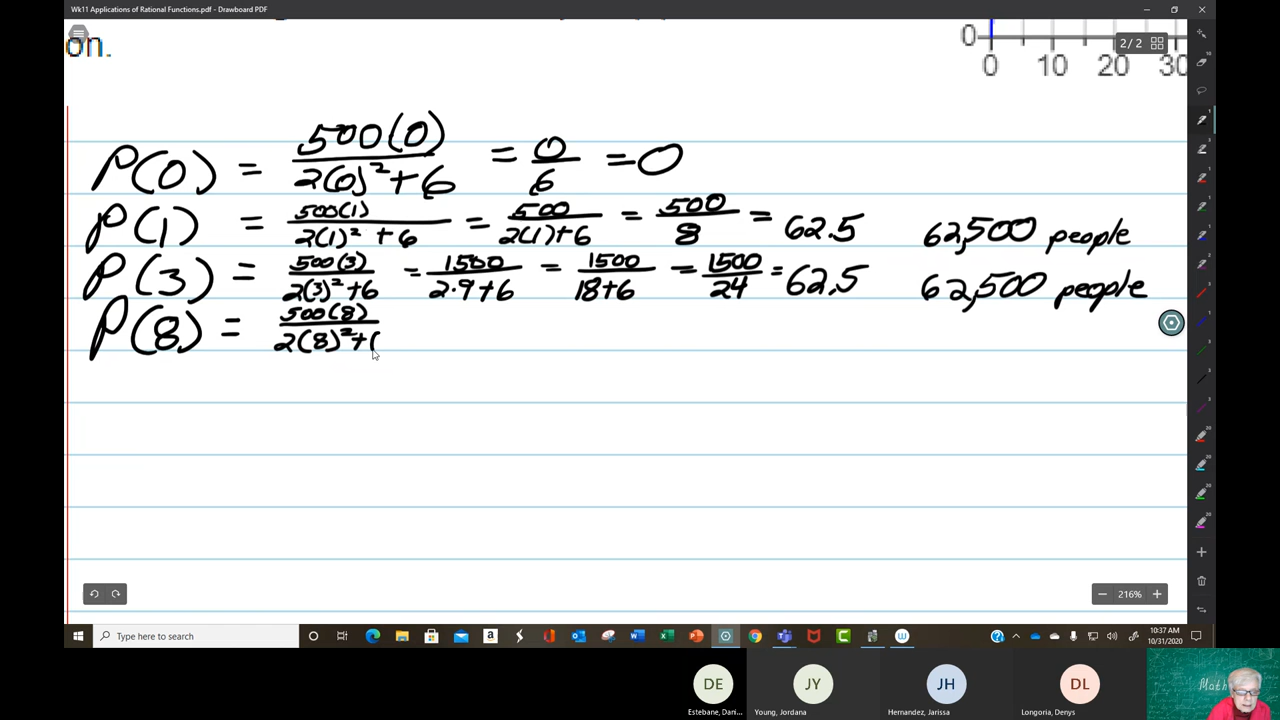 Wk11 Applications of Rational Functions.pdf - Drawboard PDF
on.
0
2/2
0 10 20 30
P(0) = 500(0)/2(0)²+6 = 0/6 = 0
P(1) = 500(1)/2(1)² + 6 = 500/2(1)+6 = 500/8 = 62.5 62,500 people
P(3) = 500(3)/2(3)²+6 = 1500/2·9+6 = 1500/18+6 = 1500/24 = 62.5 62,500 people
P(8) = 500(8)/2(8)²+(
216%
Type here to search
10:37 AM
10/31/2020
DE JY JH DL
Estebane, Dani... Young, Jordana Hernandez, Jarissa Longoria, Denys